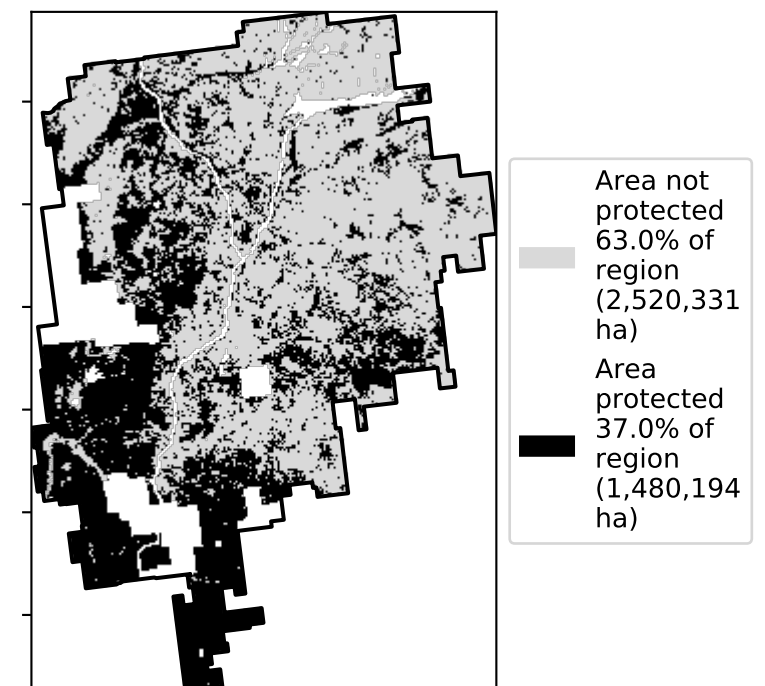 Area not
protected
63.0% of
region
(2,520,331
ha)
Area
protected
37.0% of
region
(1,480,194
ha)